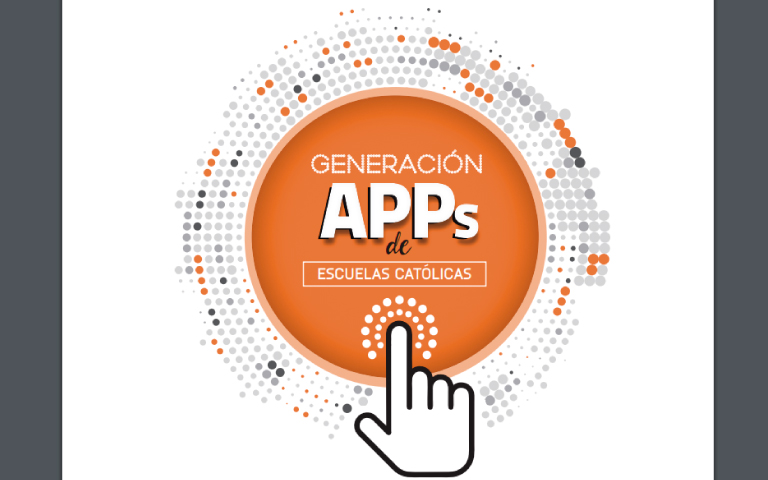 GENERACIÓN
APPs
de
ESCUELAS CATÓLICAS